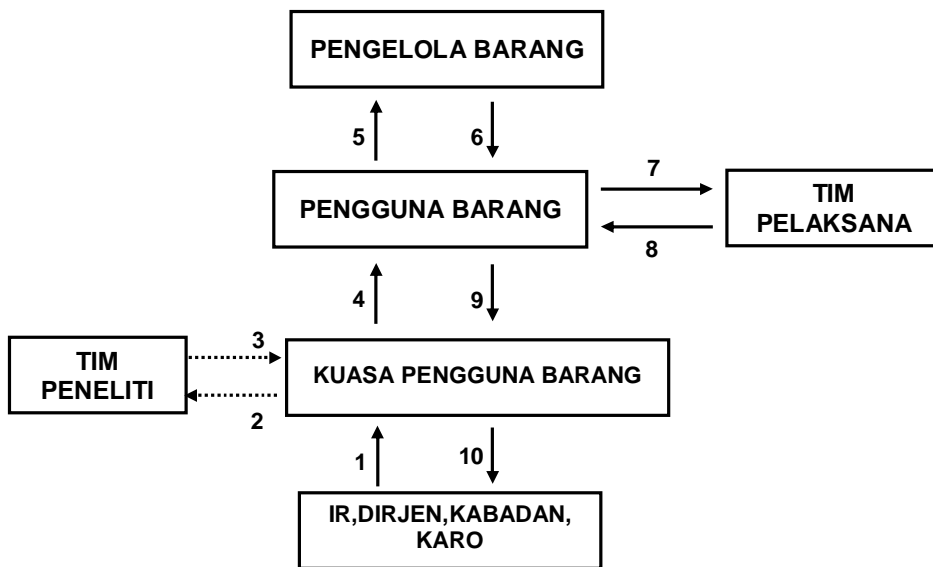 PENGELOLA BARANG
5
6
PENGGUNA BARANG
7
TIM
PELAKSANA
8
4
9
3
TIM
PENELITI
KUASA PENGGUNA BARANG
2
1
10
IR,DIRJEN,KABADAN,
KARO